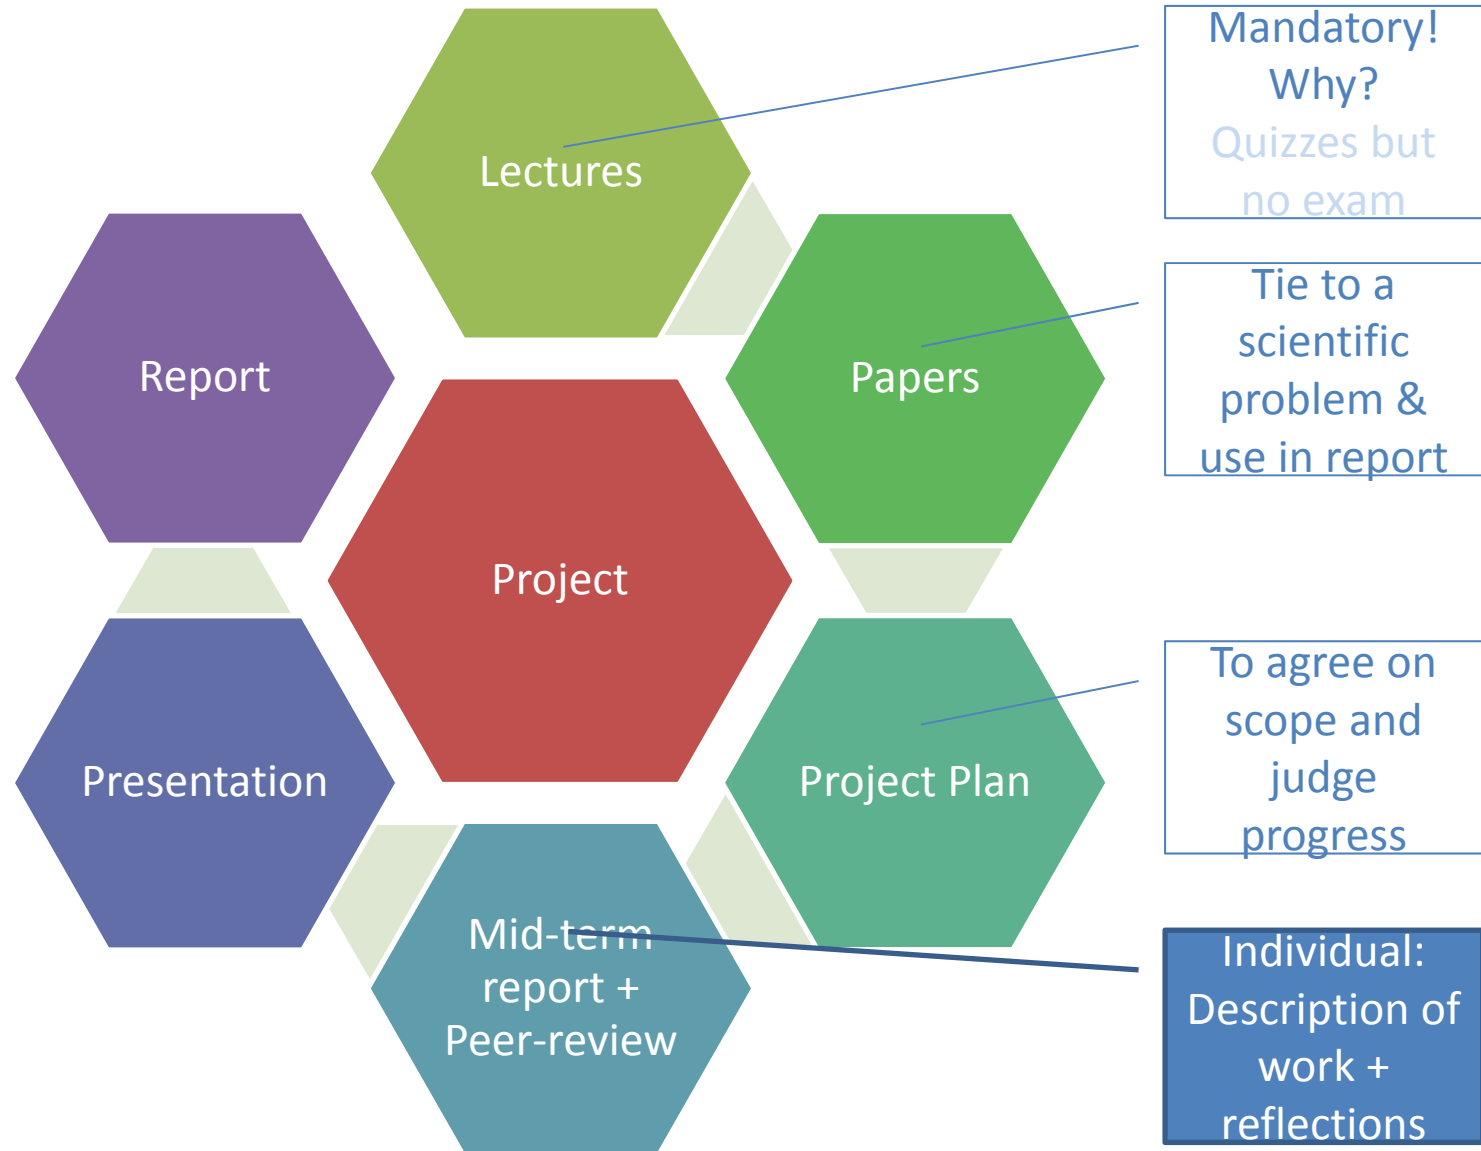 Lectures
Papers
Project Plan
Mid-term
report +
Peer-review
Presentation
Report
Project
Mandatory!
Why?
Quizzes but
no exam
Tie to a
scientific
problem &
use in report
To agree on
scope and
judge
progress
Individual:
Description of
work +
reflections